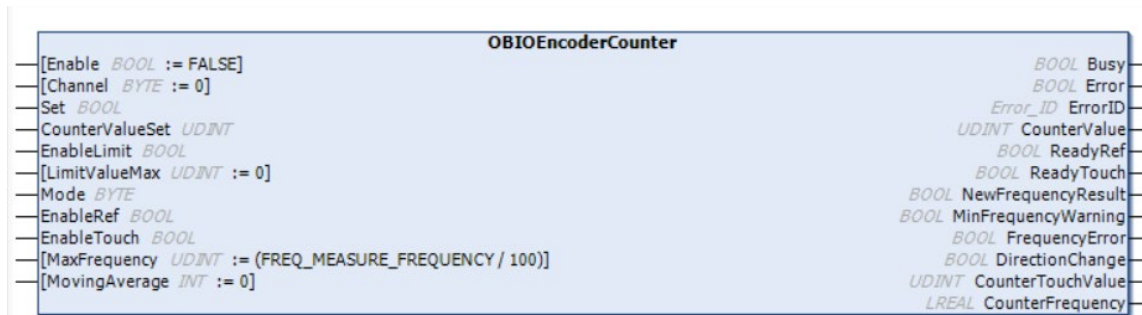 OBIOEncoderCounter
[Enable BOOL := FALSE] BOOL Busy
[Channel BYTE := 0] BOOL Error
Set BOOL Error_ID ErrorID
CounterValueSet UDINT UDINT CounterValue
EnableLimit BOOL BOOL ReadyRef
[LimitValueMax UDINT := 0] BOOL ReadyTouch
Mode BYTE BOOL NewFrequencyResult
EnableRef BOOL BOOL MinFrequencyWarning
EnableTouch BOOL BOOL FrequencyError
[MaxFrequency UDINT := (FREQ_MEASURE_FREQUENCY / 100)] BOOL DirectionChange
[MovingAverage INT := 0] UDINT CounterTouchValue
LREAL CounterFrequency